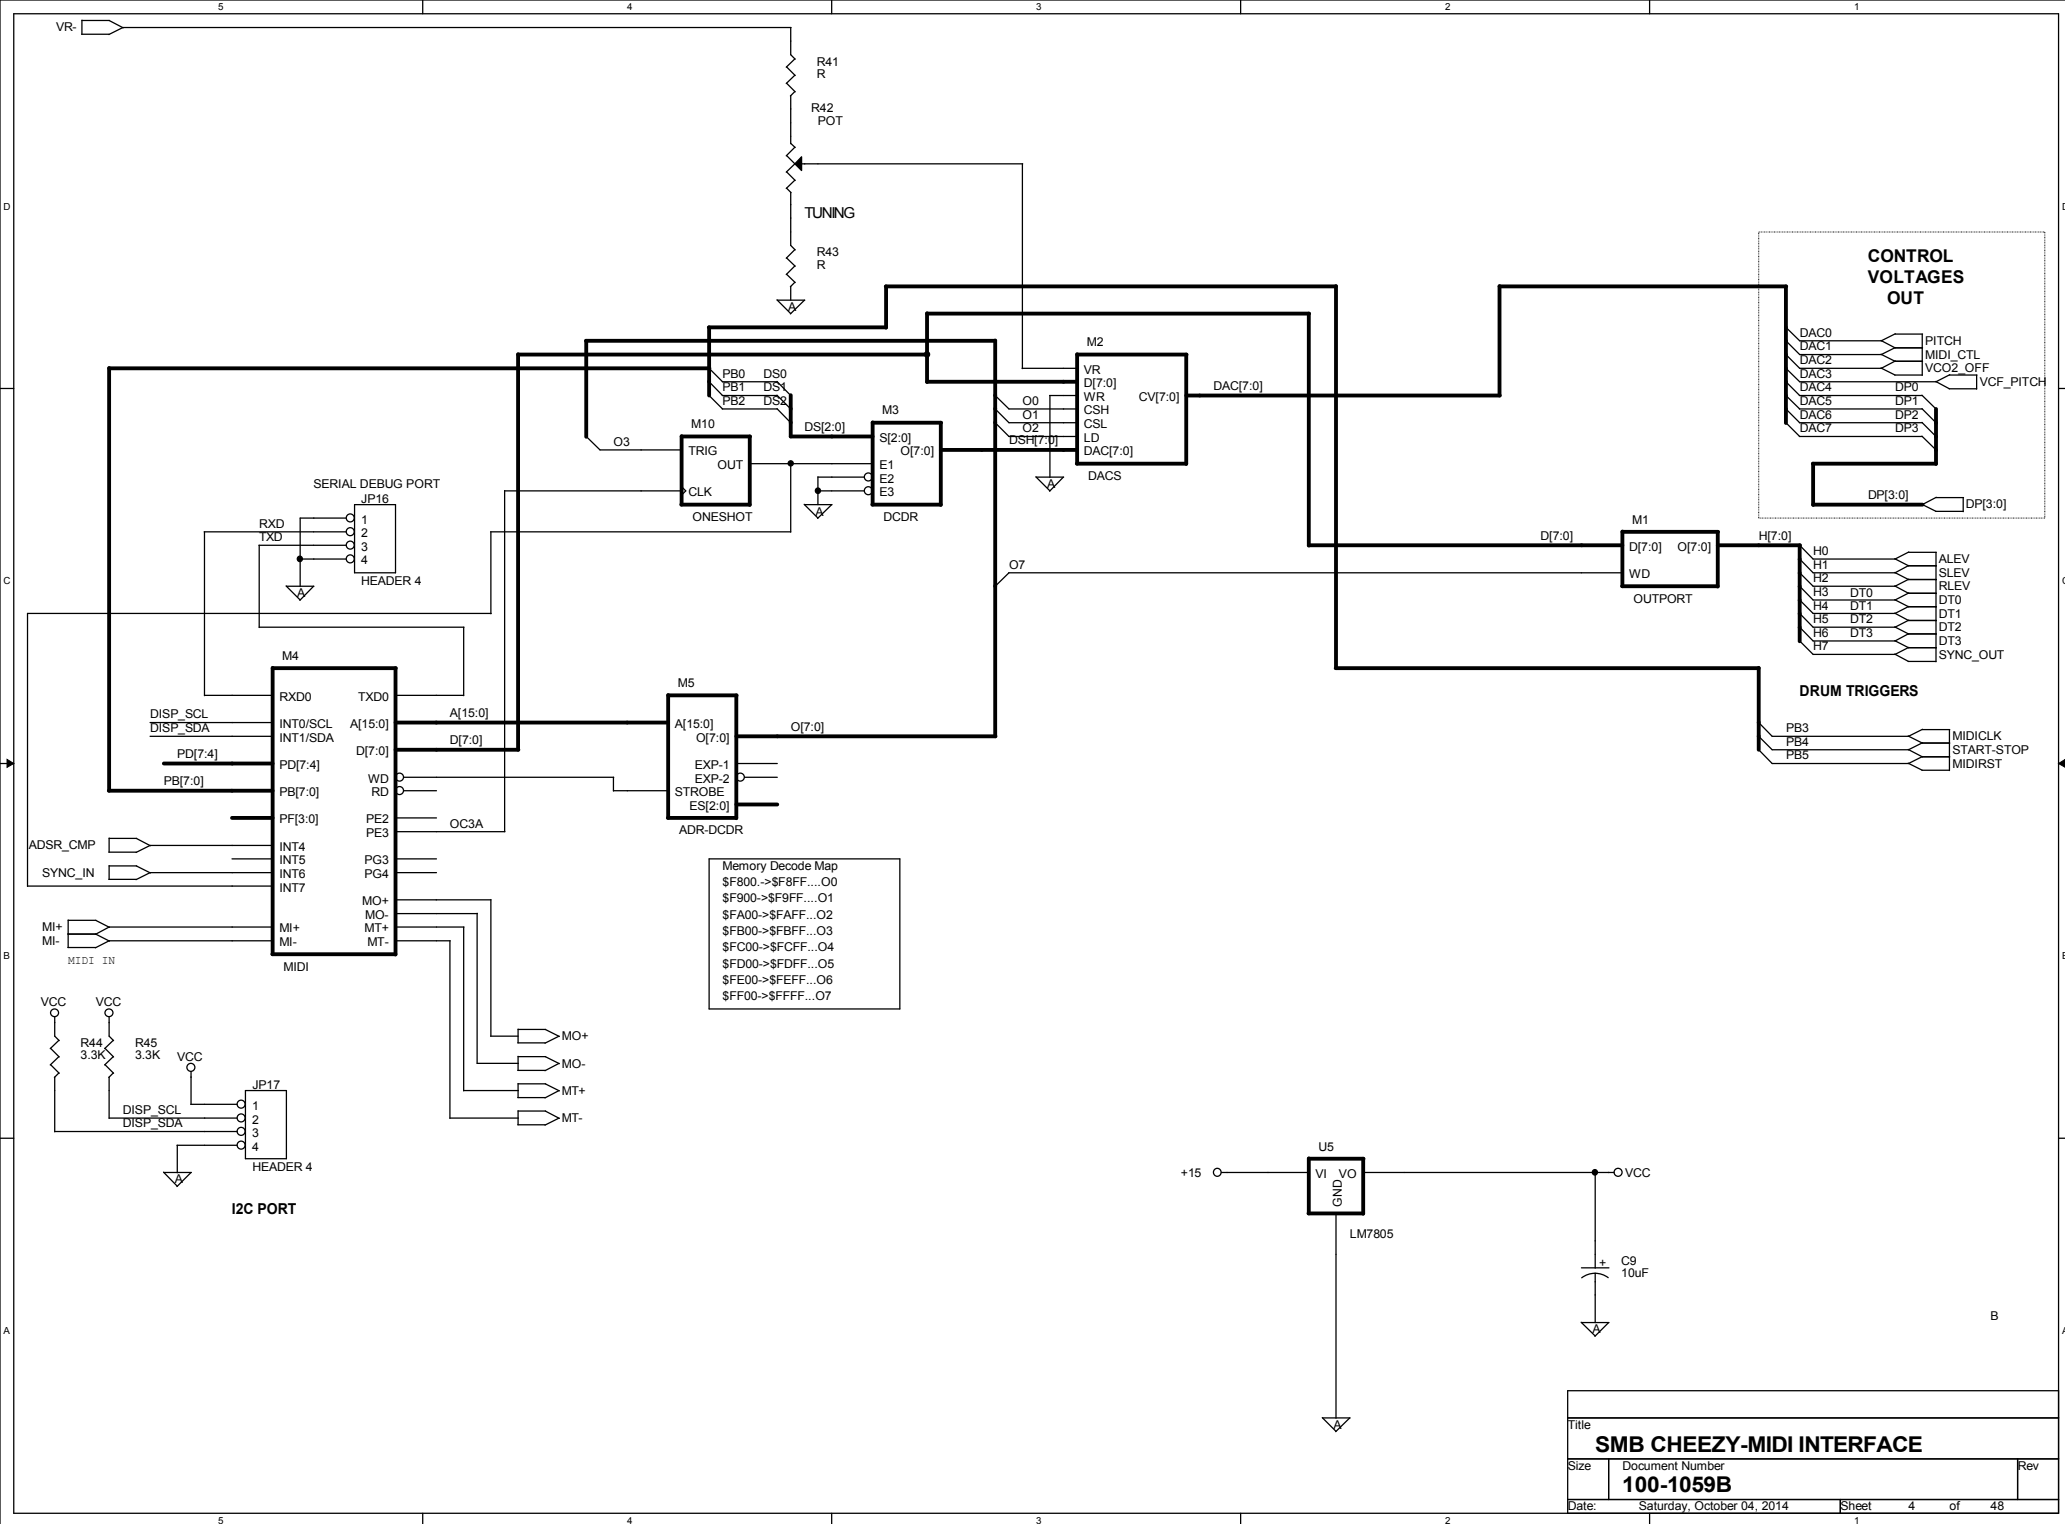 5 4 3 2 1
VR-
R41
R
R42
POT
TUNING
R43
R
D
D
CONTROL
VOLTAGES
OUT
DAC0 PITCH
DAC1 MIDI_CTL
DAC2 VCO2_OFF
DAC3 VCF_PITCH
DAC4 DP0
DAC5 DP1
DAC6 DP2
DAC7 DP3
DP[3:0] DP[3:0]
M2
VR
D[7:0]
WR
CSH
CSL
LD
DAC[7:0]
CV[7:0]
DACS
DAC[7:0]
O0
O1
O2
DSH[7:0]
A
PB0 DS0
PB1 DS1
PB2 DS2
DS[2:0]
M3
S[2:0]
O[7:0]
E1
E2
E3
DCDR
A
M10
TRIG
OUT
CLK
ONESHOT
O3
A
SERIAL DEBUG PORT
JP16
1
2
3
4
HEADER 4
RXD
TXD
A
C
C
O7
M1
D[7:0] D[7:0] O[7:0] H[7:0]
WD
OUTPORT
H0 ALEV
H1 SLEV
H2 RLEV
H3 DT0 DT0
H4 DT1 DT1
H5 DT2 DT2
H6 DT3 DT3
H7 SYNC_OUT
DRUM TRIGGERS
PB3 MIDICLK
PB4 START-STOP
PB5 MIDIRST
M4
RXD0 TXD0
DISP_SCL INT0/SCL A[15:0] A[15:0]
DISP_SDA INT1/SDA
D[7:0] D[7:0]
PD[7:4] PD[7:4]
WD
PB[7:0] PB[7:0] RD
PF[3:0] PE2
PE3 OC3A
ADSR_CMP INT4
INT5 PG3
SYNC_IN INT6 PG4
INT7
MO+
MO-
MI+ MI+ MT+
MI- MI- MT-
MIDI IN
MIDI
M5
A[15:0]
O[7:0] O[7:0]
EXP-1
EXP-2
STROBE
ES[2:0]
ADR-DCDR
Memory Decode Map
$F800.->$F8FF....O0
$F900->$F9FF....O1
$FA00->$FAFF...O2
$FB00->$FBFF...O3
$FC00->$FCFF...O4
$FD00->$FDFF...O5
$FE00->$FEFF...O6
$FF00->$FFFF...O7
B
B
VCC VCC
R44
3.3K
R45
3.3K
VCC
JP17
1
DISP_SCL 2
DISP_SDA 3
4
HEADER 4
A
I2C PORT
MO+
MO-
MT+
MT-
U5
+15 VI VO VCC
GND
LM7805
+ C9
10uF
A
A
B
A
A
Title
SMB CHEEZY-MIDI INTERFACE
Size Document Number Rev
100-1059B
Date: Saturday, October 04, 2014 Sheet 4 of 48
5 4 3 2 1